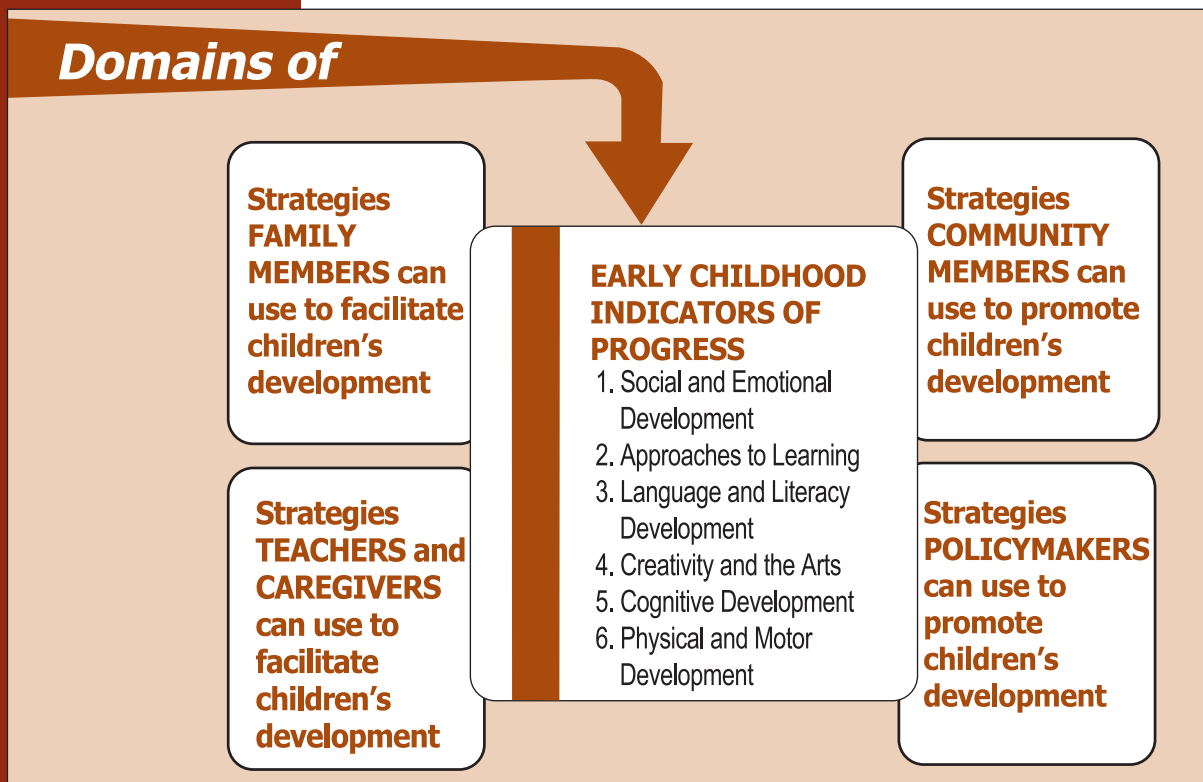 Domains of
Strategies
FAMILY
MEMBERS can
use to facilitate
children's
development
Strategies
TEACHERS and
CAREGIVERS
can use to
facilitate
children's
development
EARLY CHILDHOOD
INDICATORS OF
PROGRESS
1. Social and Emotional
Development
2. Approaches to Learning
3. Language and Literacy
Development
4. Creativity and the Arts
5. Cognitive Development
6. Physical and Motor
Development
Strategies
COMMUNITY
MEMBERS can
use to promote
children's
development
Strategies
POLICYMAKERS
can use to
promote
children's
development